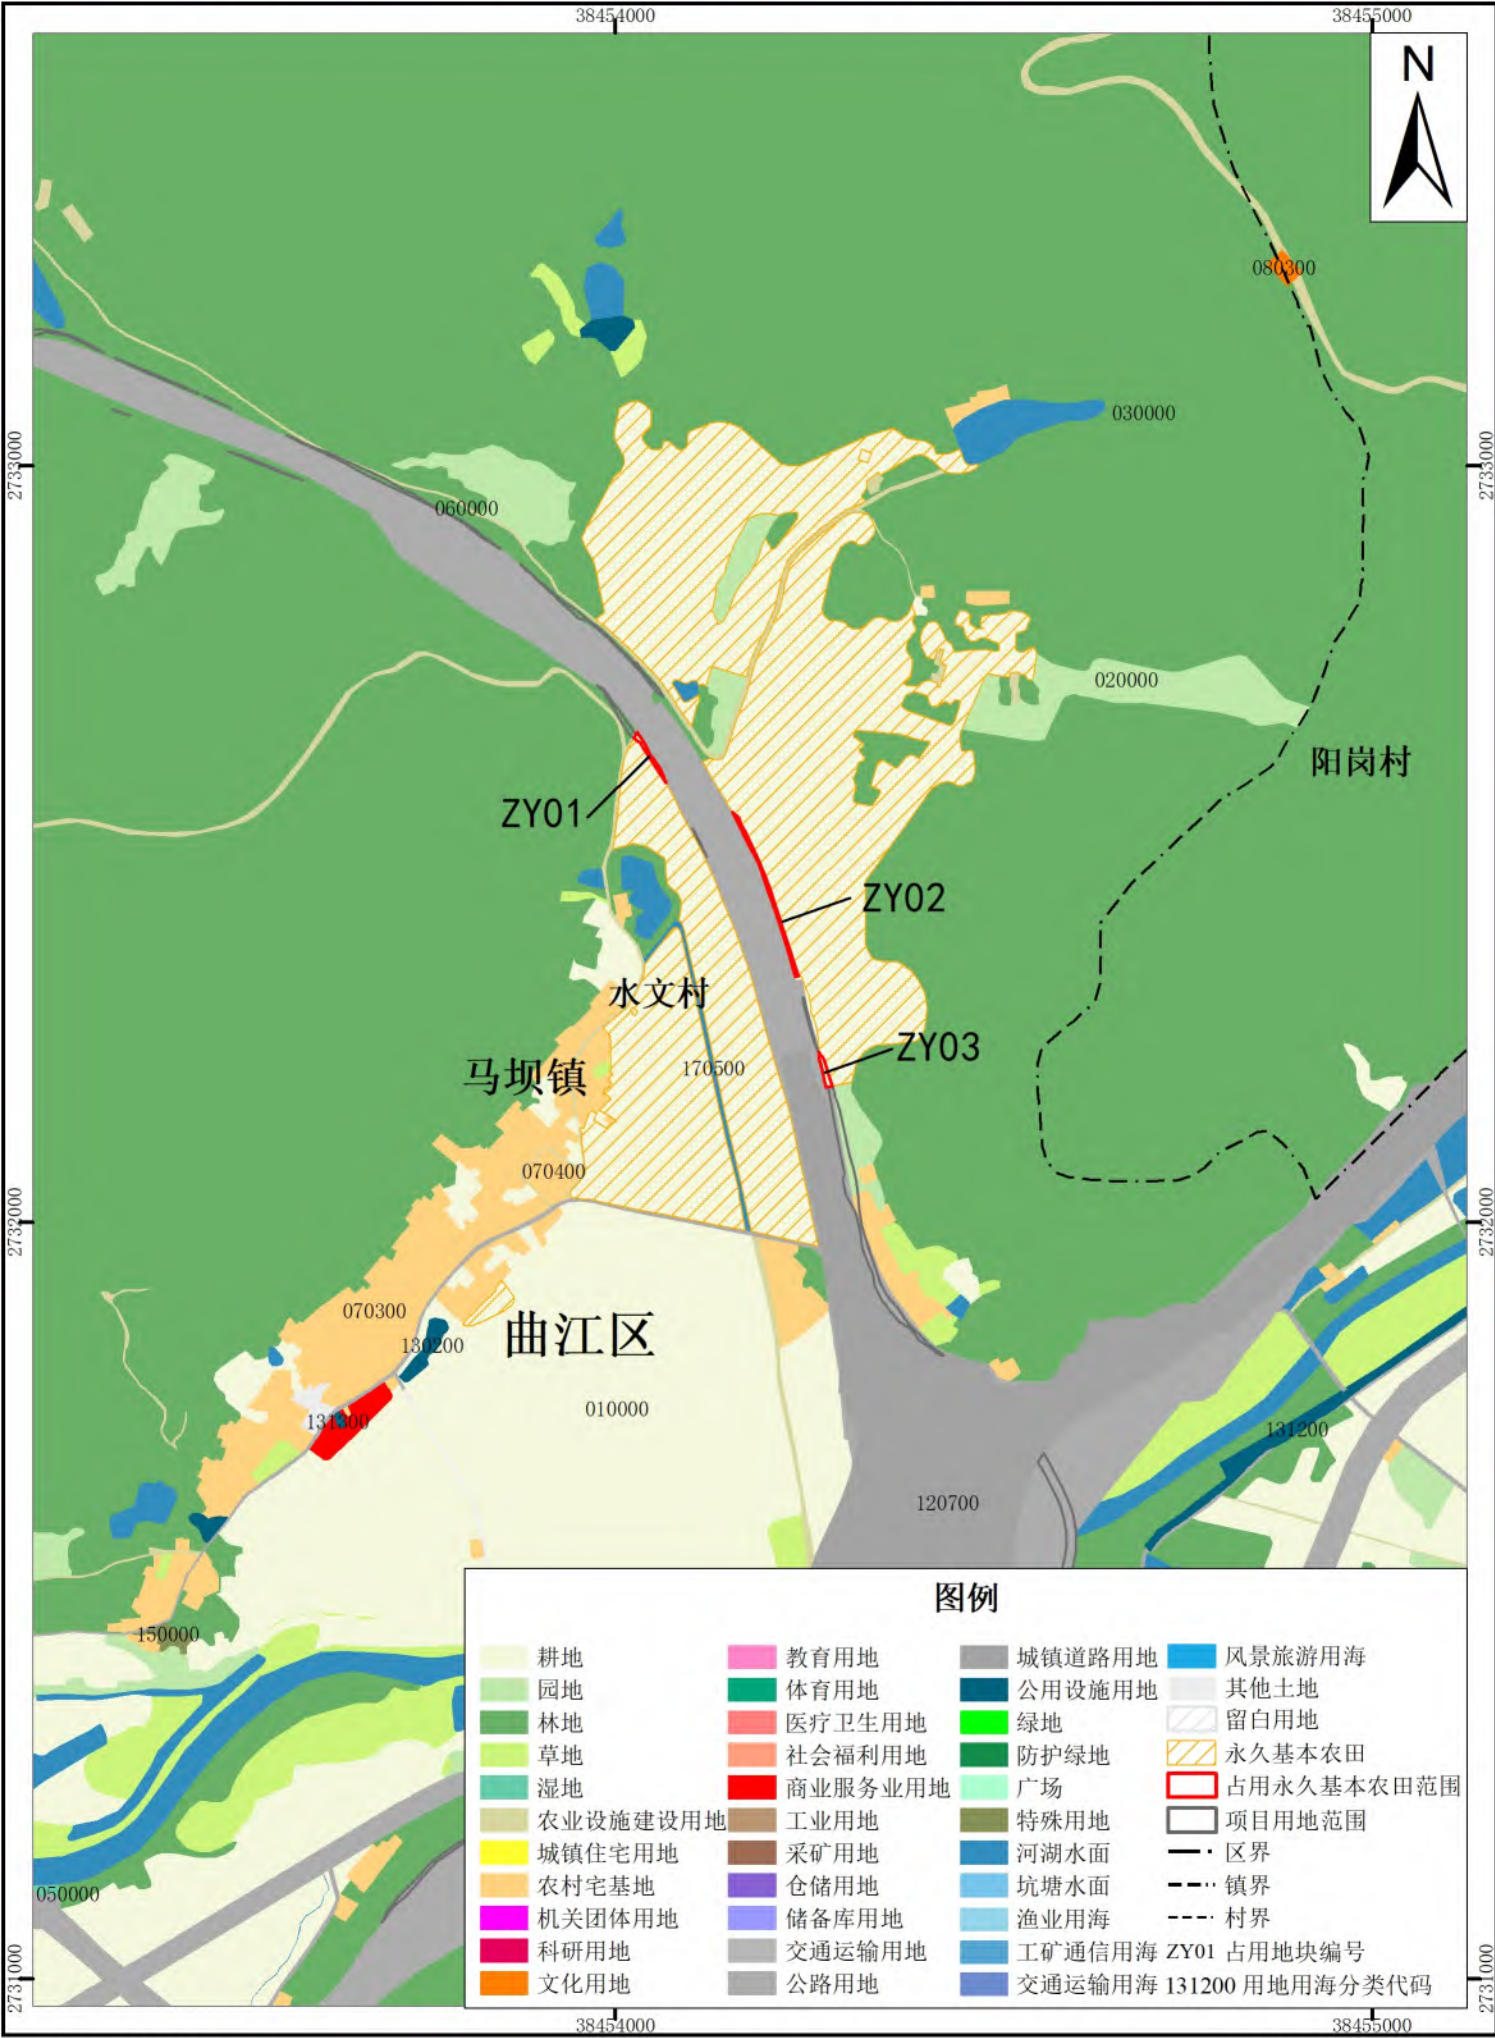 38454000
38455000
N
080300
030000
2733000
2733000
060000
020000
阳岗村
ZY01
ZY02
水文村
ZY03
马坝镇
170500
070400
2732000
2732000
070300
130200
曲江区
010000
131300
131200
120700
150000
050000
2731000
2731000
图例
耕地
园地
林地
草地
湿地
农业设施建设用地
城镇住宅用地
农村宅基地
机关团体用地
科研用地
文化用地
教育用地
体育用地
医疗卫生用地
社会福利用地
商业服务业用地
工业用地
采矿用地
仓储用地
储备库用地
交通运输用地
公路用地
城镇道路用地
公用设施用地
绿地
防护绿地
广场
特殊用地
河湖水面
坑塘水面
渔业用海
工矿通信用海
交通运输用海
风景旅游用海
其他土地
留白用地
永久基本农田
占用永久基本农田范围
项目用地范围
区界
镇界
村界
ZY01 占用地块编号
131200 用地用海分类代码
38454000
38455000